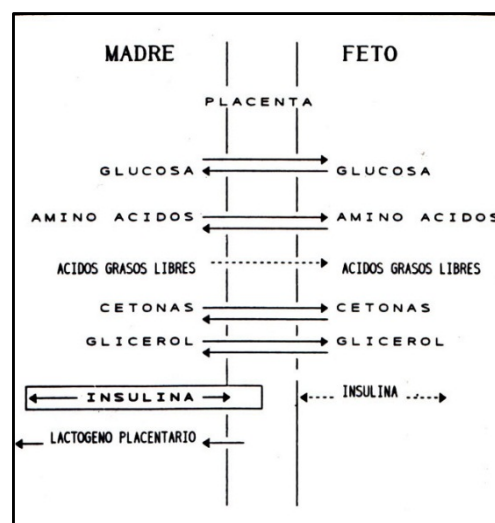 MADRE FETO
PLACENTA
GLUCOSA GLUCOSA
AMINO ACIDOS AMINO ACIDOS
ACIDOS GRASOS LIBRES ACIDOS GRASOS LIBRES
CETONAS CETONAS
GLICEROL GLICEROL
INSULINA INSULINA
LACTOGENO PLACENTARIO